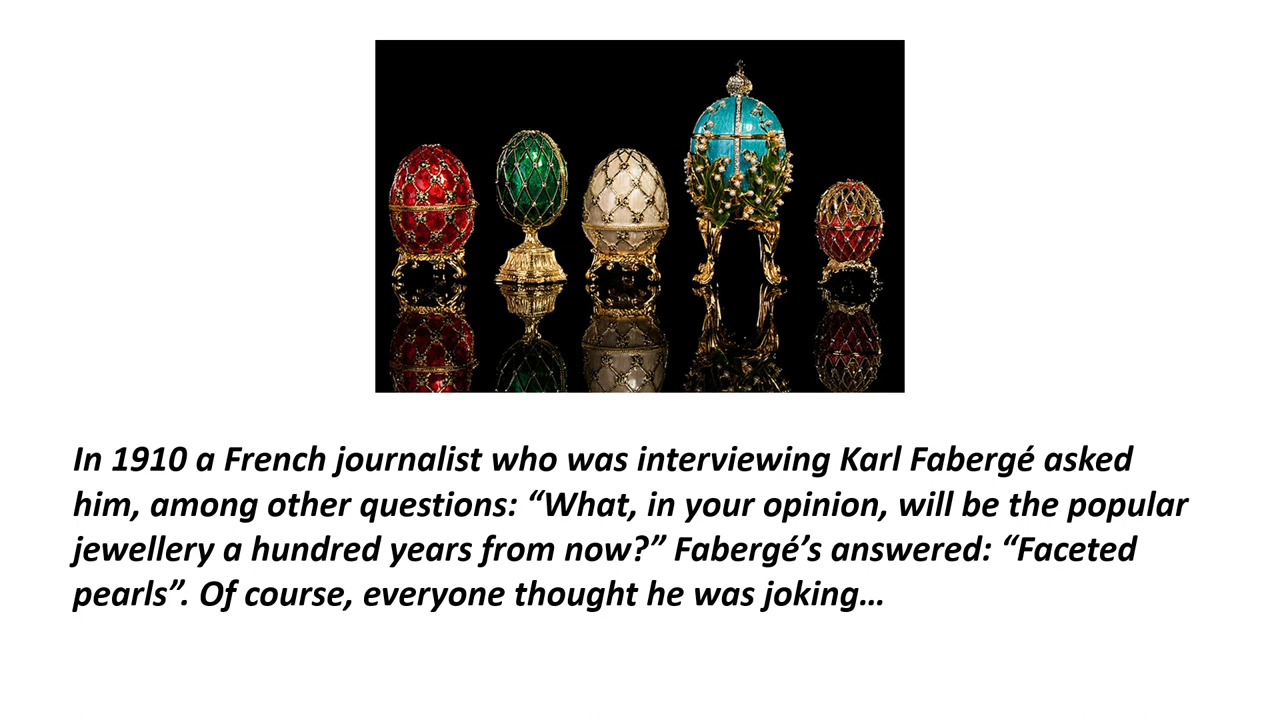 In 1910 a French journalist who was interviewing Karl Fabergé asked
him, among other questions: “What, in your opinion, will be the popular
jewellery a hundred years from now?” Fabergé’s answered: “Faceted
pearls”. Of course, everyone thought he was joking…